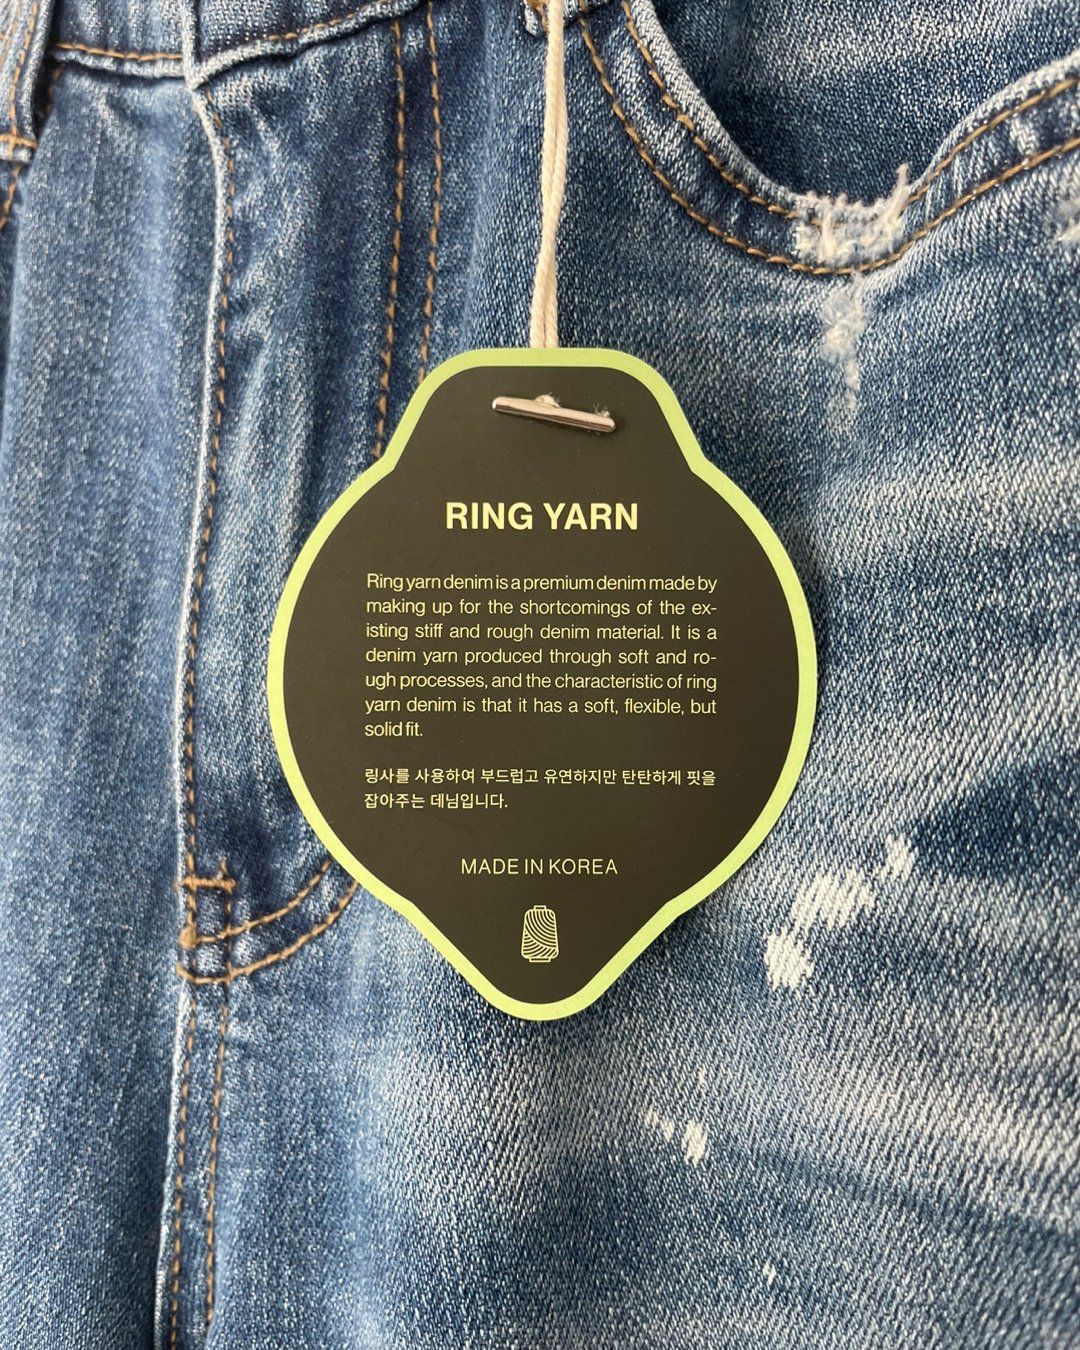 RING YARN
Ring yarn denim is a premium denim made by
making up for the shortcomings of the ex-
isting stiff and rough denim material. It is a
denim yarn produced through soft and ro-
ugh processes, and the characteristic of ring
yarn denim is that it has a soft, flexible, but
solid fit.
링사를 사용하여 부드럽고 유연하지만 탄탄하게 핏을
잡아주는 데님입니다.
MADE IN KOREA